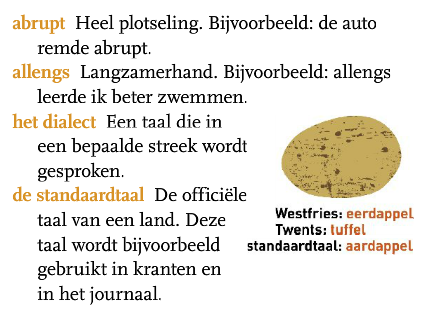 abrupt Heel plotseling. Bijvoorbeeld: de auto
remde abrupt.
allengs Langzamerhand. Bijvoorbeeld: allengs
leerde ik beter zwemmen.
het dialect Een taal die in
een bepaalde streek wordt
gesproken.
de standaardtaal De officiële
taal van een land. Deze
taal wordt bijvoorbeeld
gebruikt in kranten en
in het journaal.
Westfries: eerdappel
Twents: tuffel
standaardtaal: aardappel